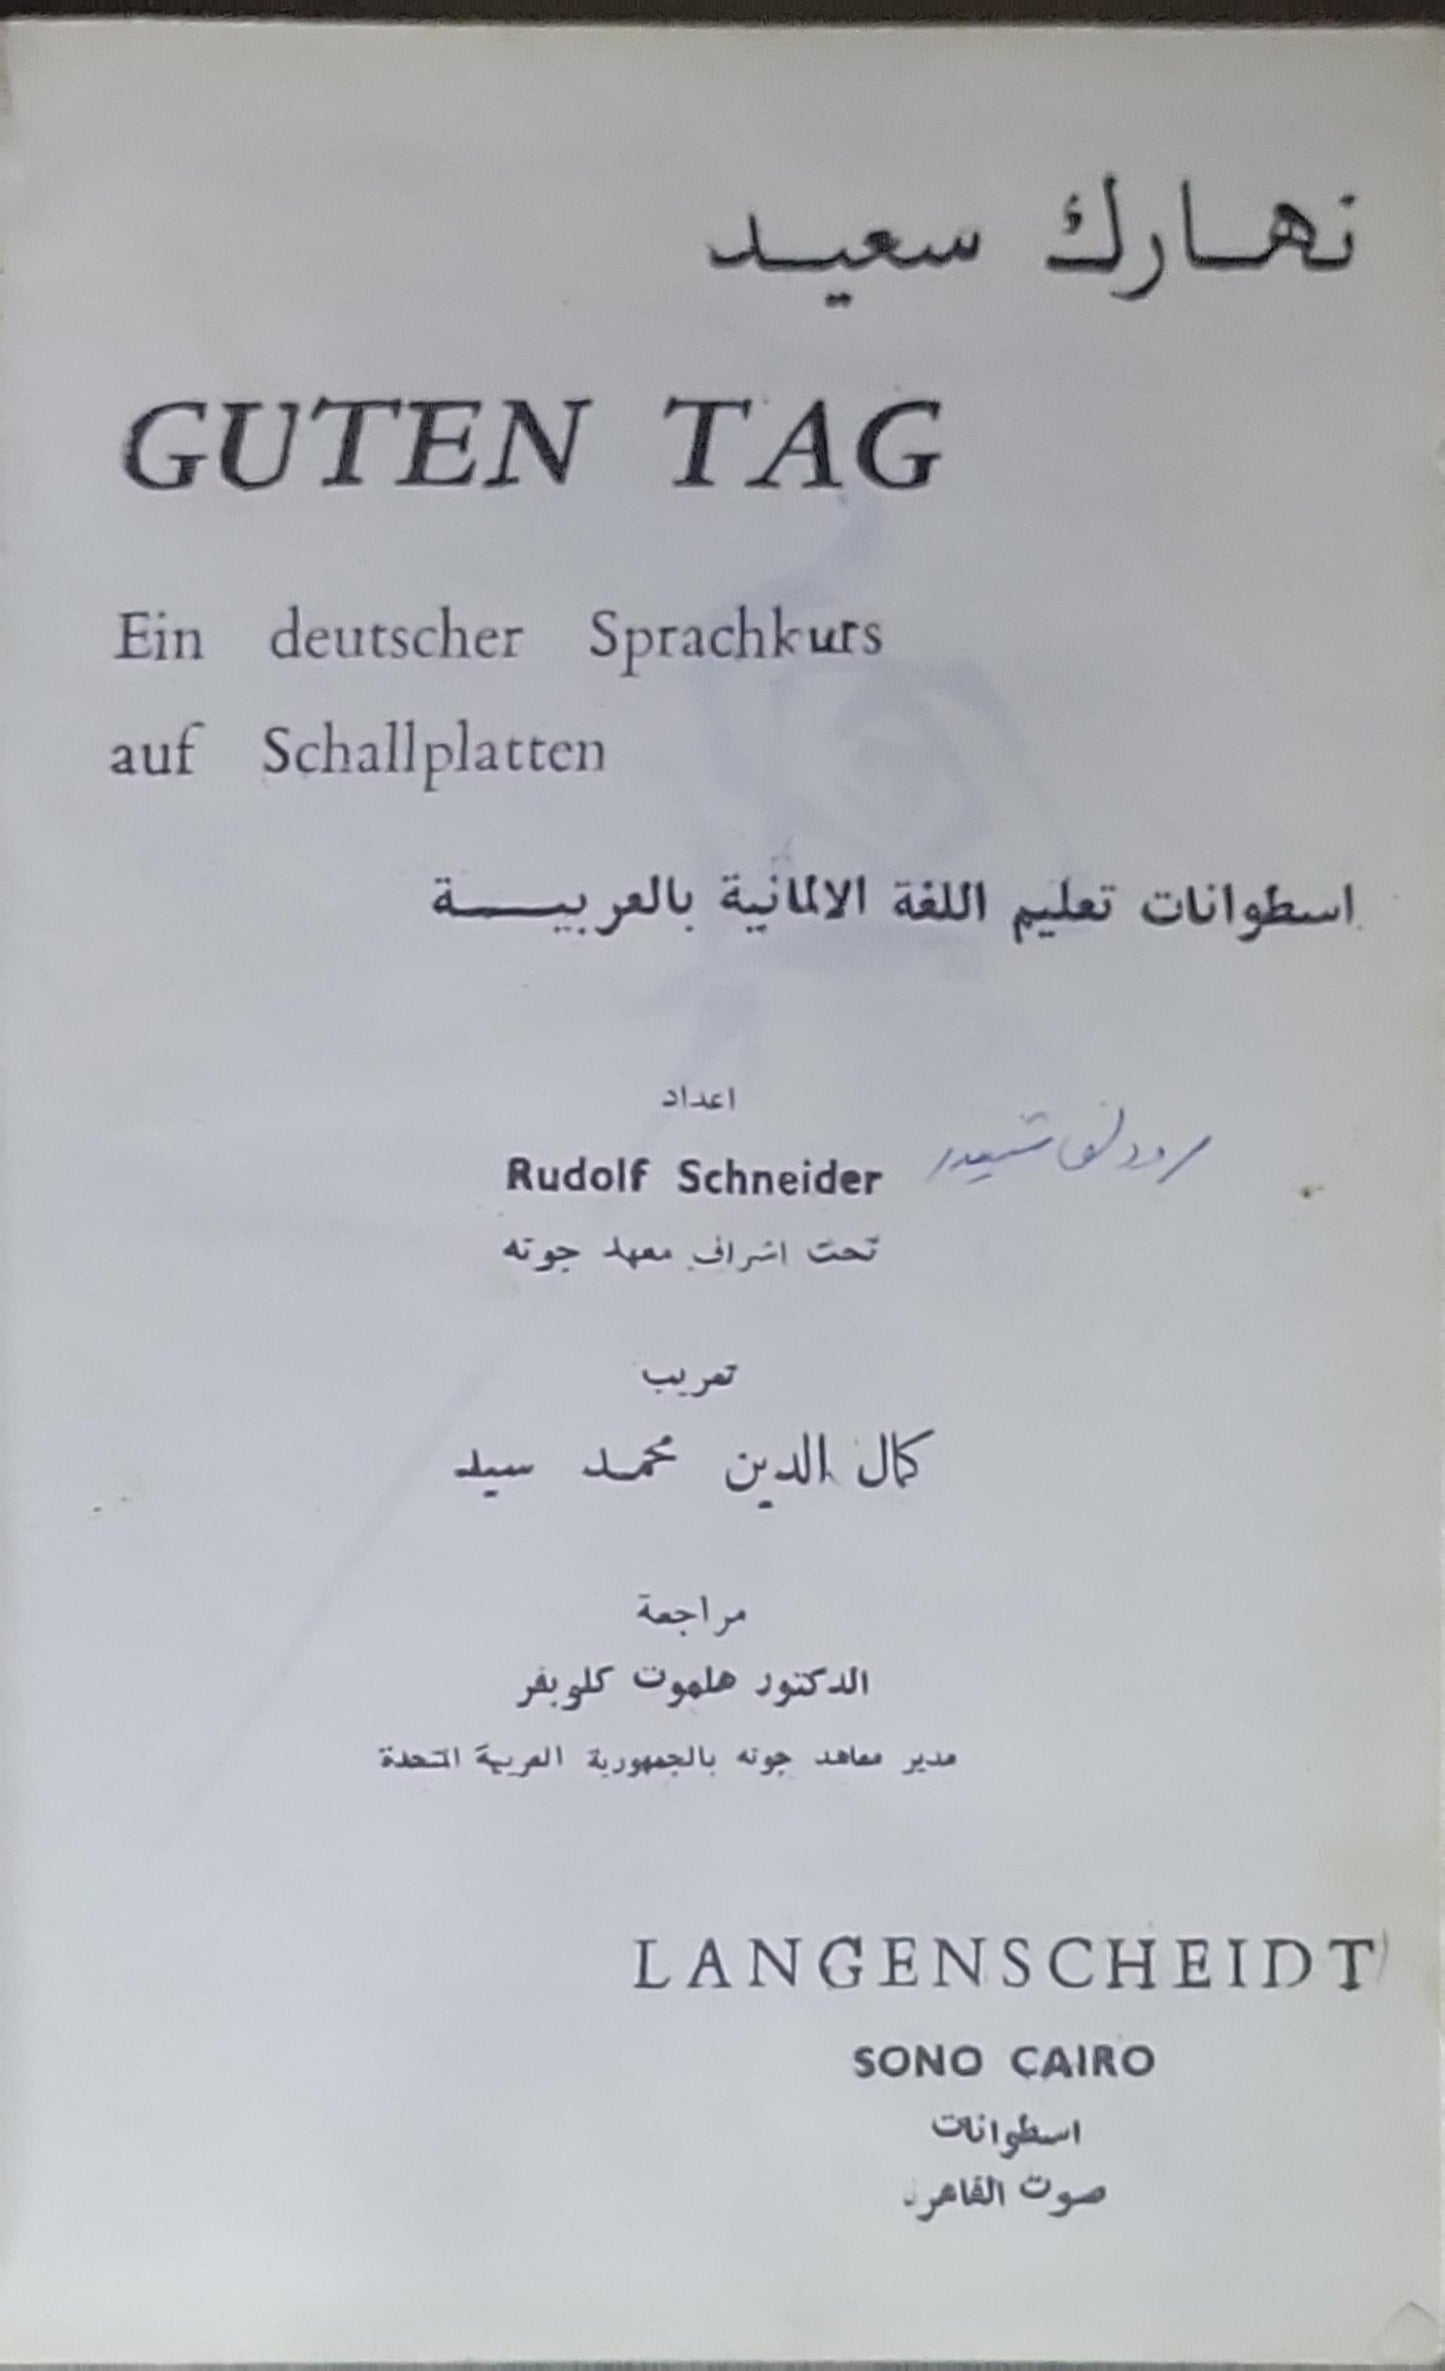 نهارك سعيد
GUTEN TAG
Ein deutscher Sprachkurs
auf Schallplatten
اسطوانات تعليم اللغة الالمانية بالعربية
اعداد
Rudolf Schneider
تحت اشراف معهد جوته
تعريب
كمال الدين محمد سيد
مراجعة
الدكتور هلموت كلوبفر
مدير معاهد جوته بالجمهورية العربية المتحدة
LANGENSCHEIDT
SONO CAIRO
اسطوانات
صوت القاهرة